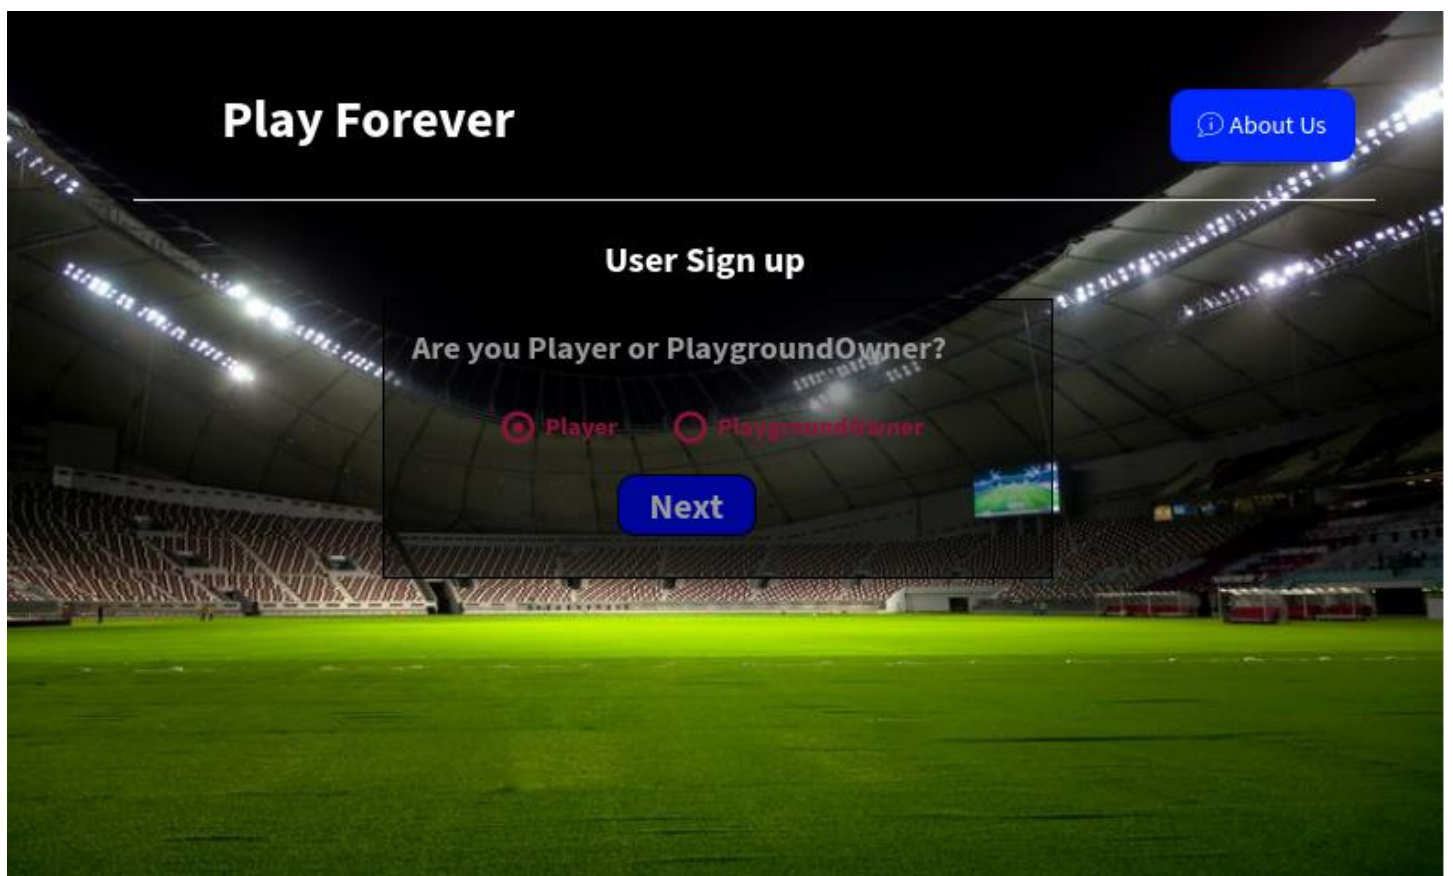 Play Forever
About Us
User Sign up
Are you Player or PlaygroundOwner?
Player PlaygroundOwner
Next